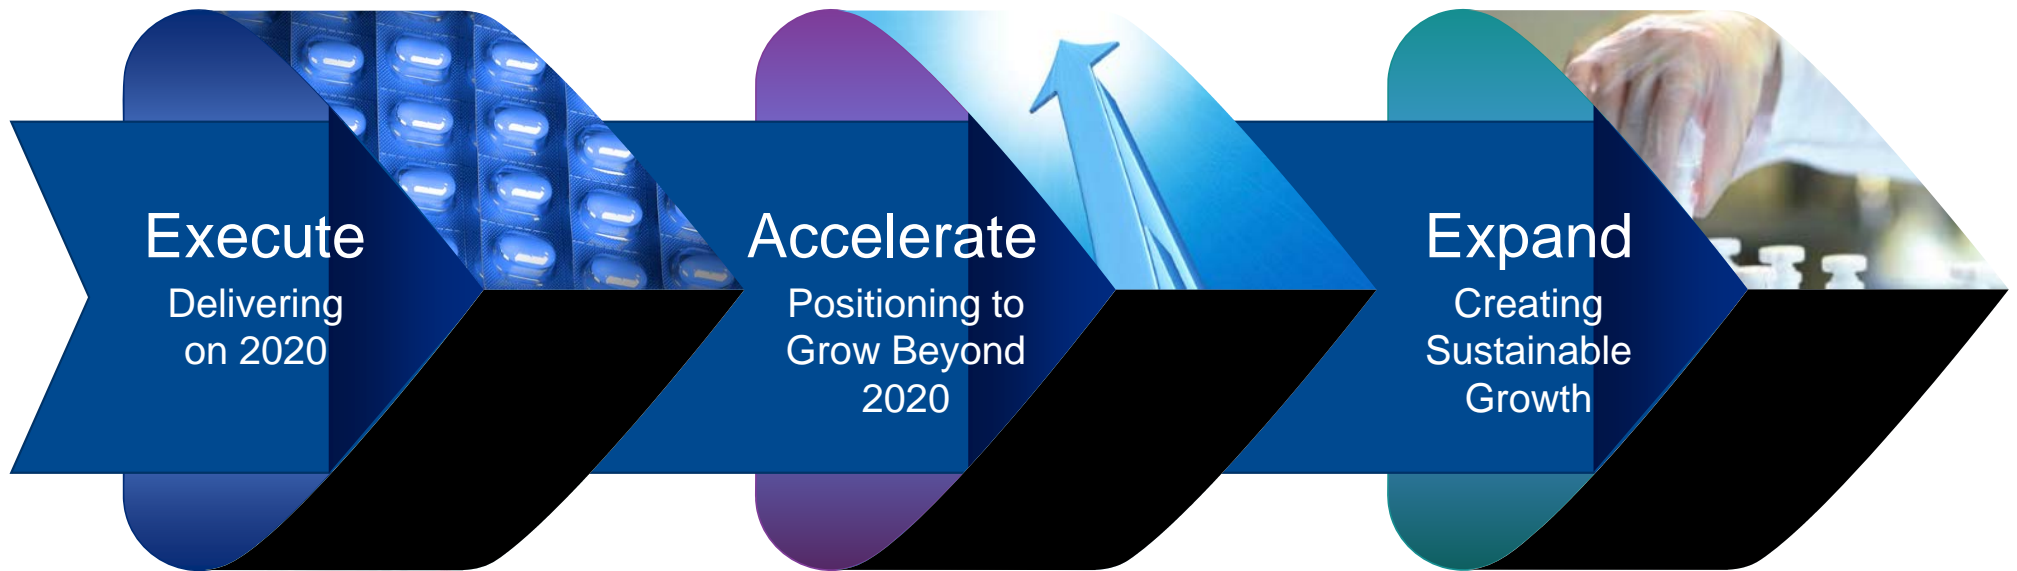 Execute
Delivering
on 2020
Accelerate
Positioning to
Grow Beyond
2020
Expand
Creating
Sustainable
Growth